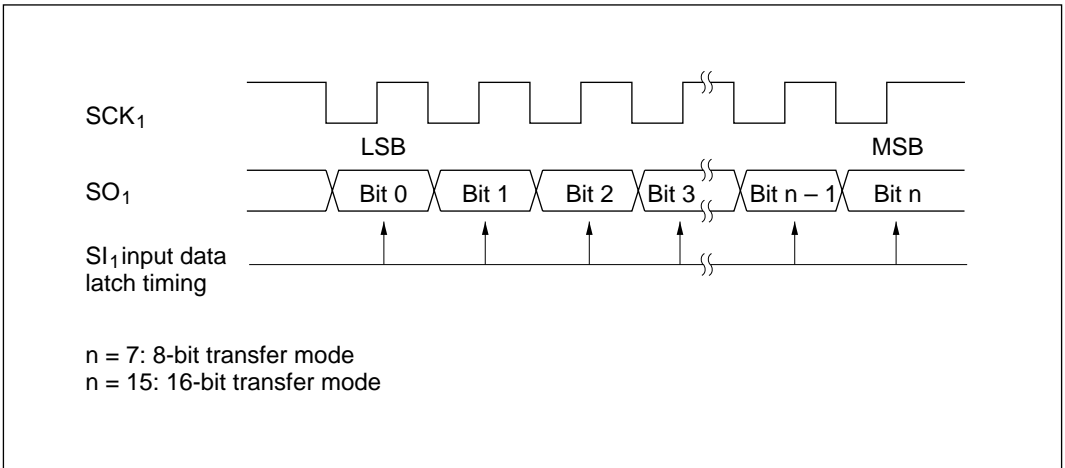 SCK1
LSB MSB
SO1 Bit 0 Bit 1 Bit 2 Bit 3 Bit n – 1 Bit n
SI1 input data
latch timing
n = 7: 8-bit transfer mode
n = 15: 16-bit transfer mode